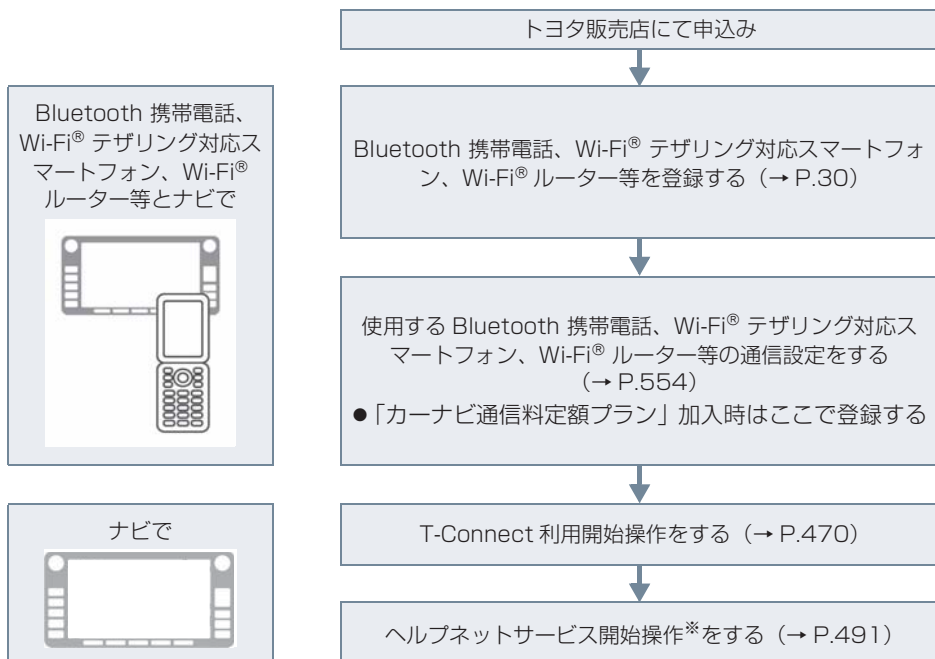 トヨタ販売店にて申込み
Bluetooth 携帯電話、
Wi-Fi® テザリング対応ス
マートフォン、Wi-Fi®
ルーター等とナビで
Bluetooth 携帯電話、Wi-Fi® テザリング対応スマートフォ
ン、Wi-Fi® ルーター等を登録する（→ P.30）
使用する Bluetooth 携帯電話、Wi-Fi® テザリング対応ス
マートフォン、Wi-Fi® ルーター等の通信設定をする
（→ P.554）
●「カーナビ通信料定額プラン」加入時はここで登録する
ナビで
T-Connect 利用開始操作をする（→ P.470）
ヘルプネットサービス開始操作※をする（→ P.491）